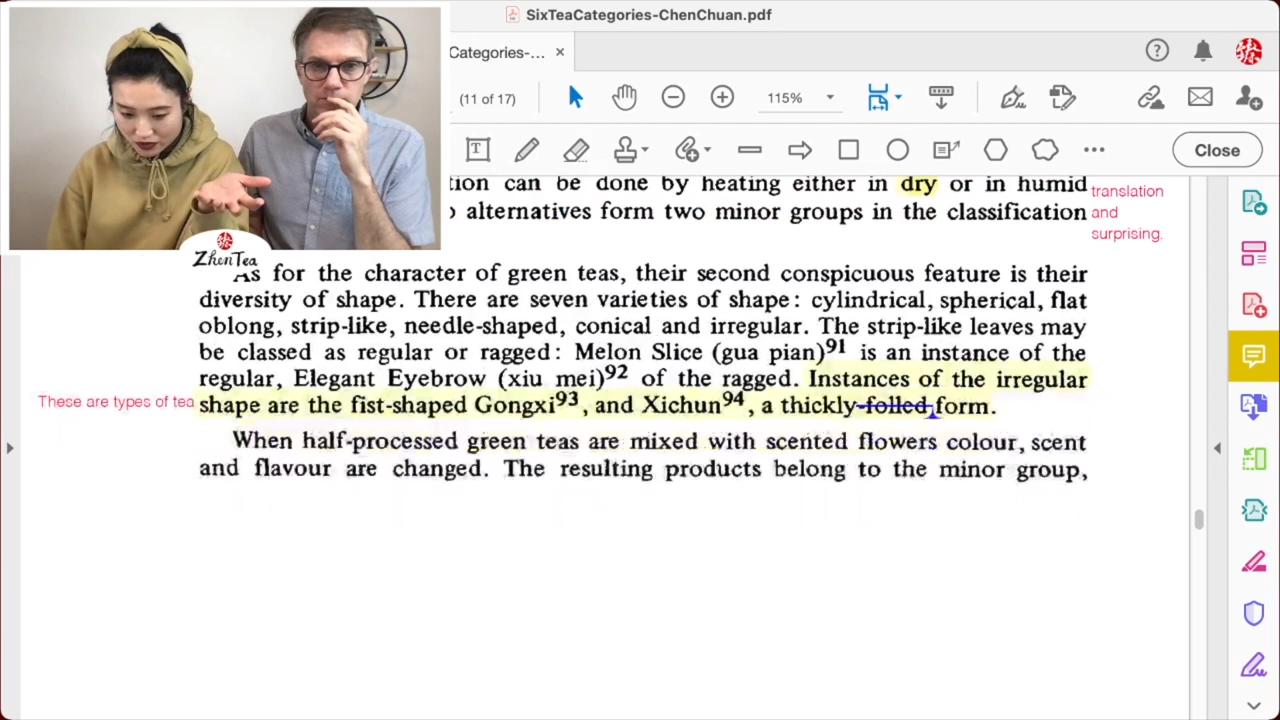 SixTeaCategories-ChenChuan.pdf
Categories-...
(11 of 17)
115%
Close
tion can be done by heating either in dry or in humid
alternatives form two minor groups in the classification
translation
and
surprising.
ZhenTea
As for the character of green teas, their second conspicuous feature is their
diversity of shape. There are seven varieties of shape: cylindrical, spherical, flat
oblong, strip-like, needle-shaped, conical and irregular. The strip-like leaves may
be classed as regular or ragged: Melon Slice (gua pian)91 is an instance of the
regular, Elegant Eyebrow (xiu mei)92 of the ragged. Instances of the irregular
These are types of tea
shape are the fist-shaped Gongxi93, and Xichun94, a thickly folled form.
When half-processed green teas are mixed with scented flowers colour, scent
and flavour are changed. The resulting products belong to the minor group,